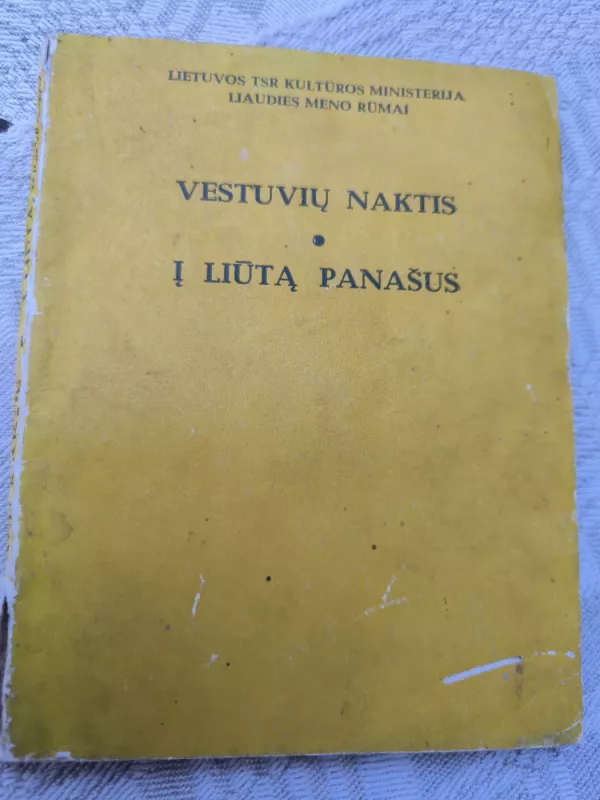 LIETUVOS TSR KULTŪROS MINISTERIJA
LIAUDIES MENO RŪMAI
VESTUVIŲ NAKTIS
•
Į LIŪTĄ PANAŠUS